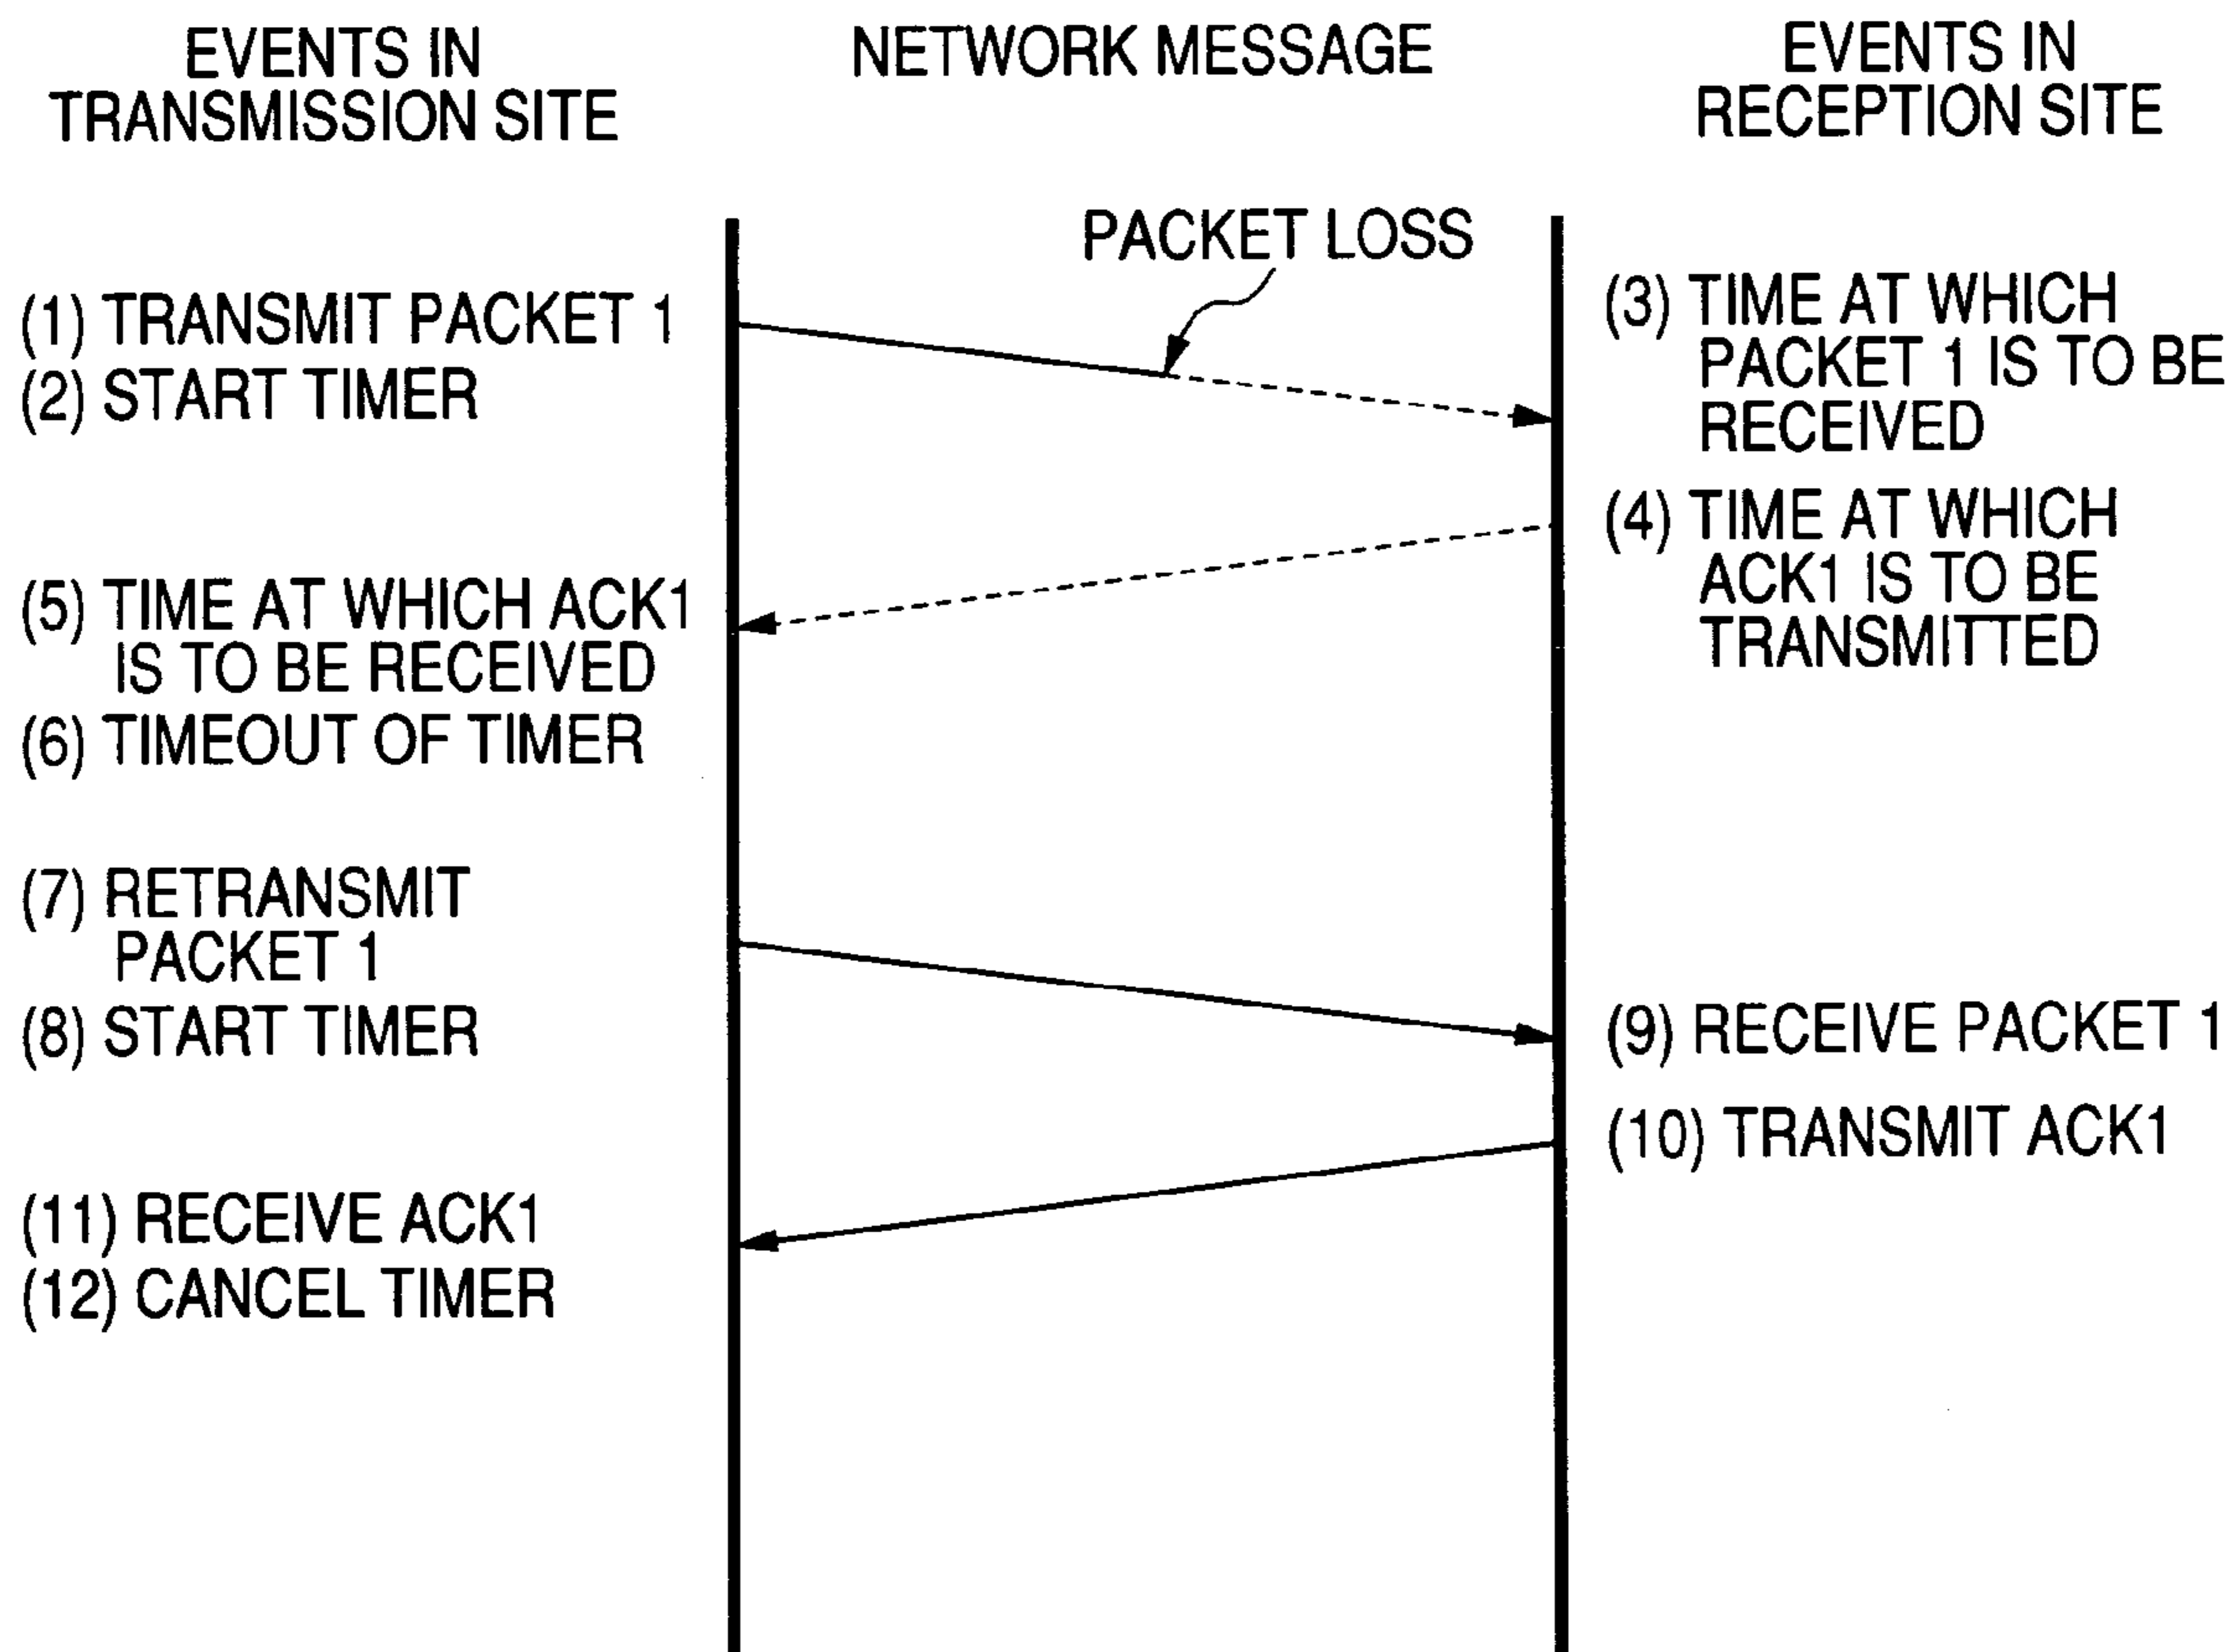 EVENTS IN
TRANSMISSION SITE
NETWORK MESSAGE
EVENTS IN
RECEPTION SITE
PACKET LOSS
(1) TRANSMIT PACKET 1
(2) START TIMER
(3) TIME AT WHICH
PACKET 1 IS TO BE
RECEIVED
(4) TIME AT WHICH
ACK1 IS TO BE
TRANSMITTED
(5) TIME AT WHICH ACK1
IS TO BE RECEIVED
(6) TIMEOUT OF TIMER
(7) RETRANSMIT
PACKET 1
(8) START TIMER
(9) RECEIVE PACKET 1
(10) TRANSMIT ACK1
(11) RECEIVE ACK1
(12) CANCEL TIMER